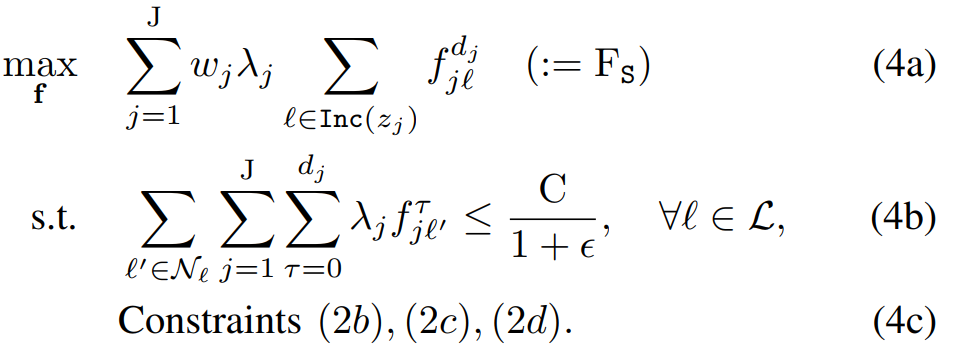 max_f ∑_{j=1}^{J} w_j λ_j ∑_{ℓ∈Inc(z_j)} f_{jℓ}^{d_j} (:= F_S) (4a)
s.t. ∑_{ℓ′∈𝒩_ℓ} ∑_{j=1}^{J} ∑_{τ=0}^{d_j} λ_j f_{jℓ′}^{τ} ≤ C/(1 + ϵ), ∀ℓ ∈ ℒ, (4b)
Constraints (2b), (2c), (2d). (4c)